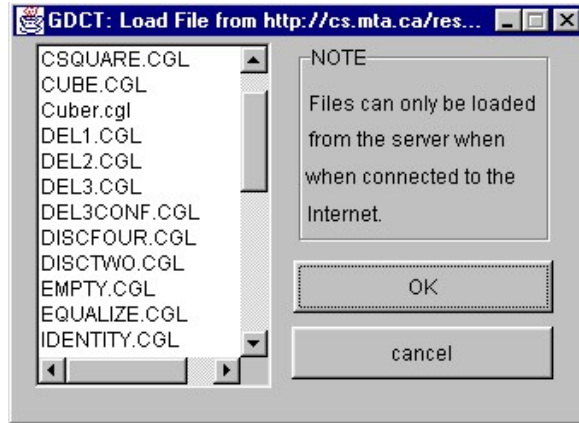 GDCT: Load File from http://cs.mta.ca/res...
CSQUARE.CGL
CUBE.CGL
Cuber.cgl
DEL1.CGL
DEL2.CGL
DEL3.CGL
DEL3CONF.CGL
DISCFOUR.CGL
DISCTWO.CGL
EMPTY.CGL
EQUALIZE.CGL
IDENTITY.CGL
NOTE
Files can only be loaded
from the server when
when connected to the
Internet.
OK
cancel